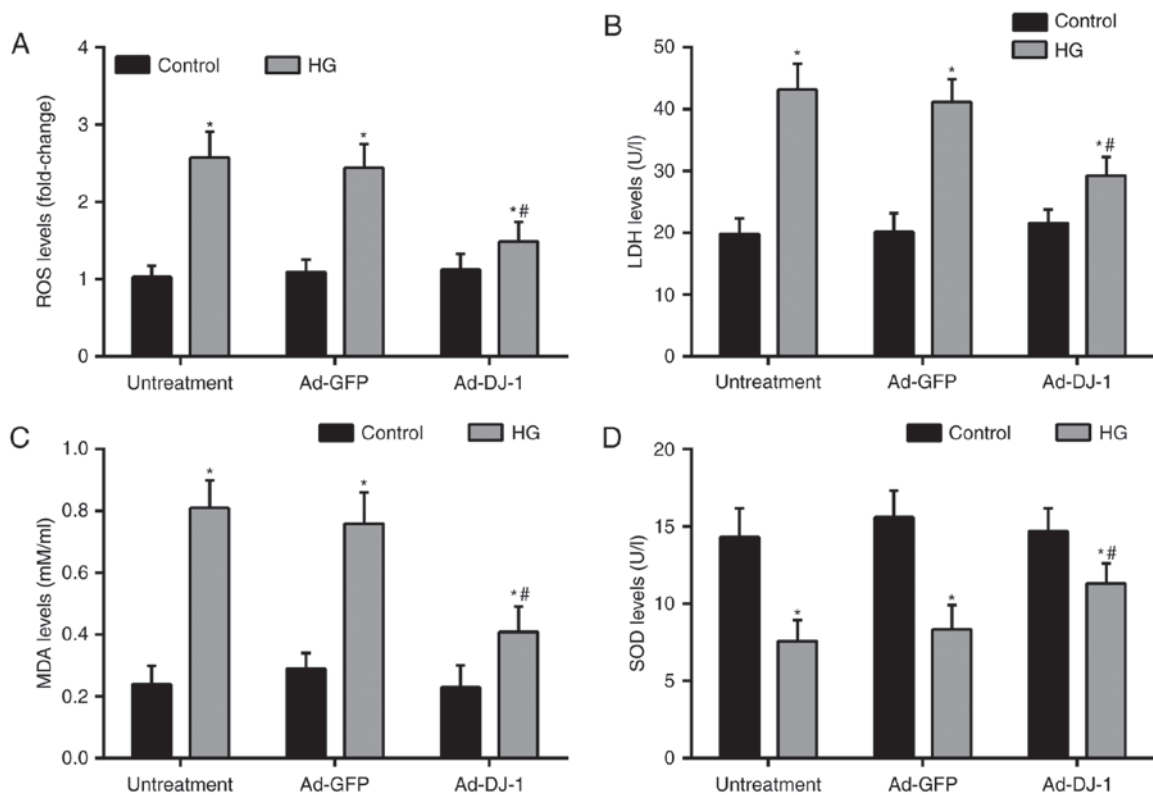 A
Control HG
ROS levels (fold-change)
4
3
2
1
0
* * *#
Untreatment Ad-GFP Ad-DJ-1
B
Control
HG
LDH levels (U/l)
50
40
30
20
10
0
* * *#
Untreatment Ad-GFP Ad-DJ-1
C
Control HG
MDA levels (mM/ml)
1.0
0.8
0.6
0.4
0.2
0.0
* * *#
Untreatment Ad-GFP Ad-DJ-1
D
Control HG
SOD levels (U/l)
20
15
10
5
0
* * *#
Untreatment Ad-GFP Ad-DJ-1